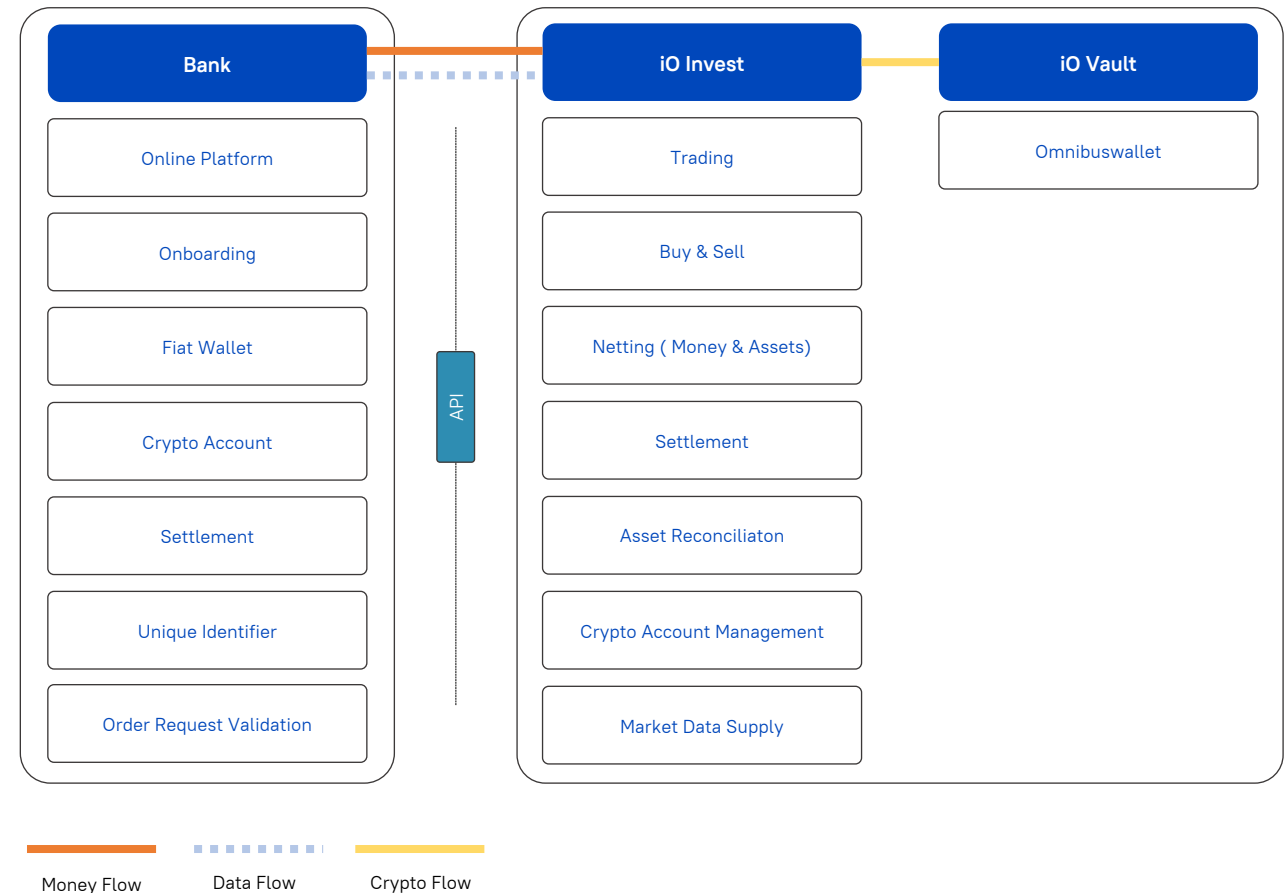 Bank
Online Platform
Onboarding
Fiat Wallet
Crypto Account
Settlement
Unique Identifier
Order Request Validation
API
iO Invest
Trading
Buy & Sell
Netting ( Money & Assets)
Settlement
Asset Reconciliaton
Crypto Account Management
Market Data Supply
iO Vault
Omnibuswallet
Money Flow
Data Flow
Crypto Flow